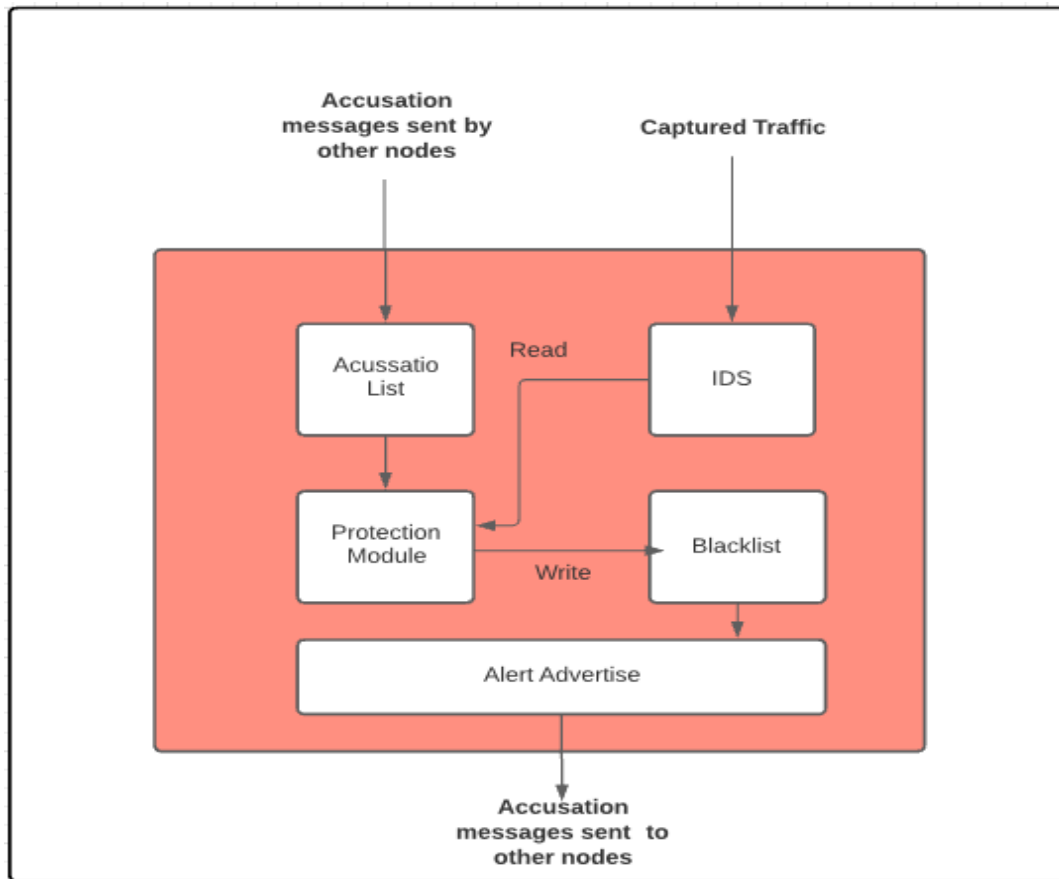 Accusation
messages sent by
other nodes
Captured Traffic
Acussatio
List
Read
IDS
Protection
Module
Write
Blacklist
Alert Advertise
Accusation
messages sent to
other nodes